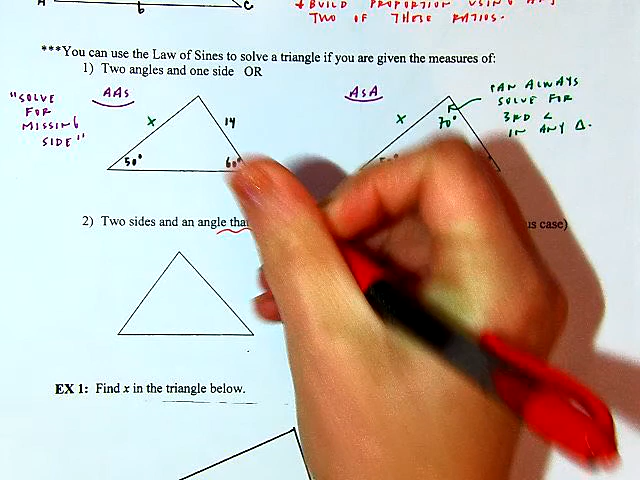 A b C
+ BUILD PROPORTION USING ANY
TWO OF THESE RATIOS.
***You can use the Law of Sines to solve a triangle if you are given the measures of:
1) Two angles and one side OR
"SOLVE
FOR
MISSING
SIDE"
AAS
x
14
50°
60°
ASA
x
70°
CAN ALWAYS
SOLVE FOR
3RD ∠
IN ANY Δ.
2) Two sides and an angle
case)
EX 1: Find x in the triangle below.